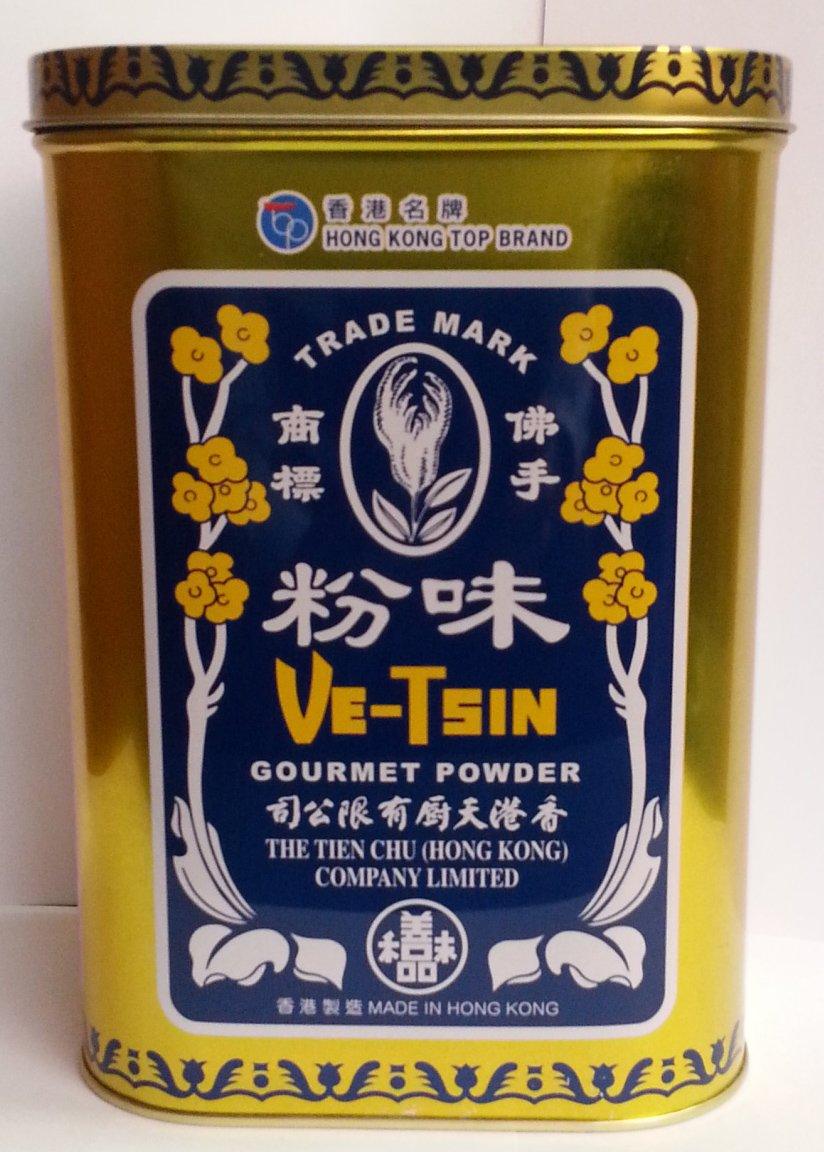 香港名牌
HONG KONG TOP BRAND
TRADE MARK
佛手
商標
味粉
VE-TSIN
GOURMET POWDER
香港天厨有限公司
THE TIEN CHU (HONG KONG)
COMPANY LIMITED
香港製造 MADE IN HONG KONG